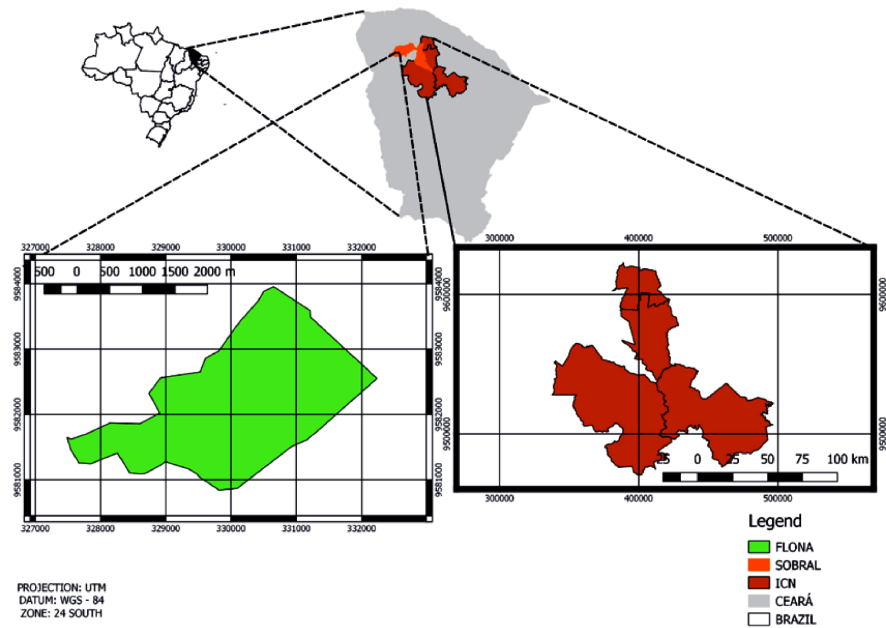 327000 328000 329000 330000 331000 332000
500 0 500 1000 1500 2000 m
9584000 9584000
9583000 9583000
9582000 9582000
9581000 9581000
327000 328000 329000 330000 331000 332000
300000 400000 500000
9600000 9600000
9500000 9500000
25 0 25 50 75 100 km
300000 400000 500000
Legend
FLONA
SOBRAL
ICN
CEARÁ
BRAZIL
PROJECTION: UTM
DATUM: WGS - 84
ZONE: 24 SOUTH